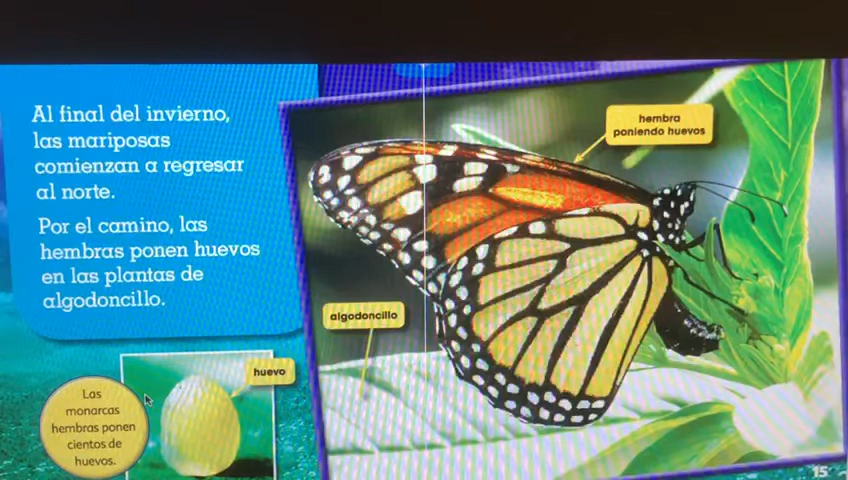 Al final del invierno,
las mariposas
comienzan a regresar
al norte.
Por el camino, las
hembras ponen huevos
en las plantas de
algodoncillo.
hembra
poniendo huevos
algodoncillo
huevo
Las
monarcas
hembras ponen
cientos de
huevos.
15